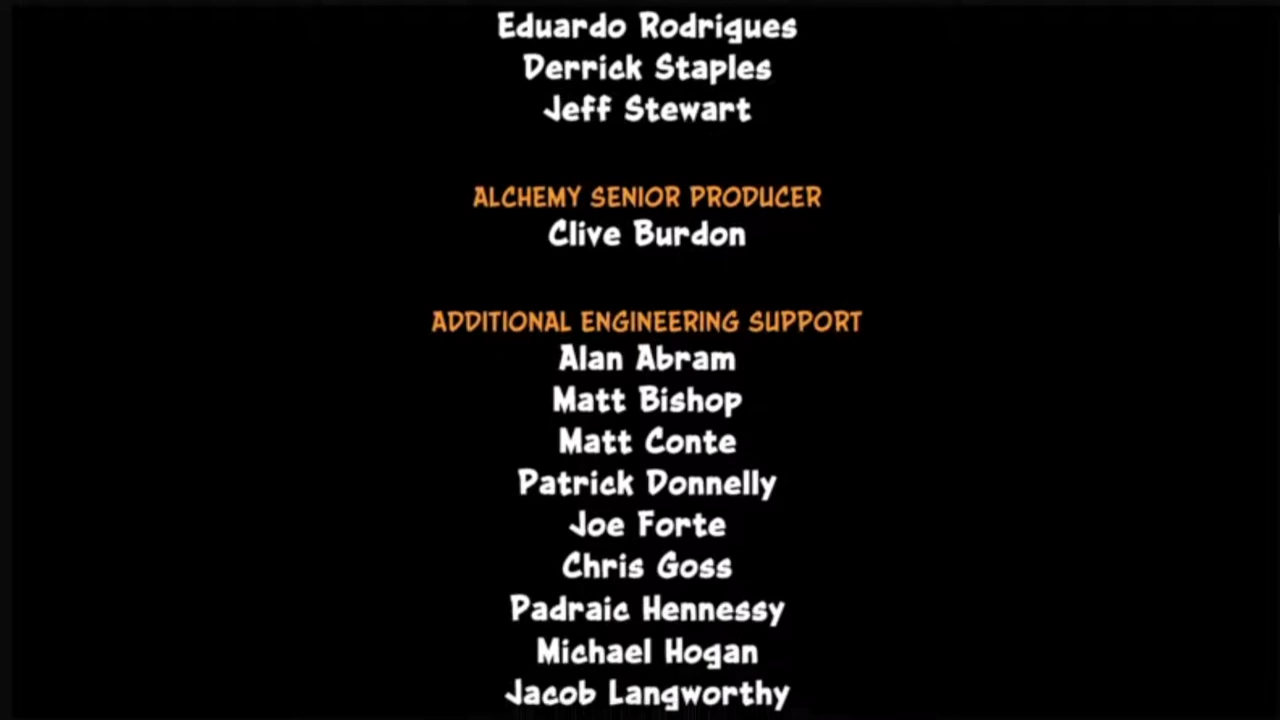 Eduardo Rodrigues
Derrick Staples
Jeff Stewart
ALCHEMY SENIOR PRODUCER
Clive Burdon
ADDITIONAL ENGINEERING SUPPORT
Alan Abram
Matt Bishop
Matt Conte
Patrick Donnelly
Joe Forte
Chris Goss
Padraic Hennessy
Michael Hogan
Jacob Langworthy